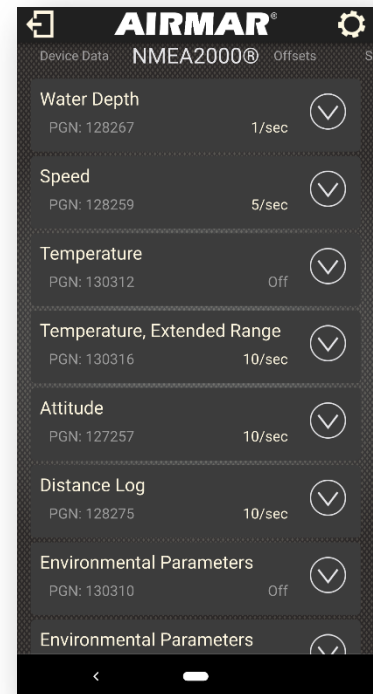 AIRMAR®
Device Data NMEA2000® Offsets S
Water Depth
PGN: 128267 1/sec
Speed
PGN: 128259 5/sec
Temperature
PGN: 130312 Off
Temperature, Extended Range
PGN: 130316 10/sec
Attitude
PGN: 127257 10/sec
Distance Log
PGN: 128275 10/sec
Environmental Parameters
PGN: 130310 Off
Environmental Parameters